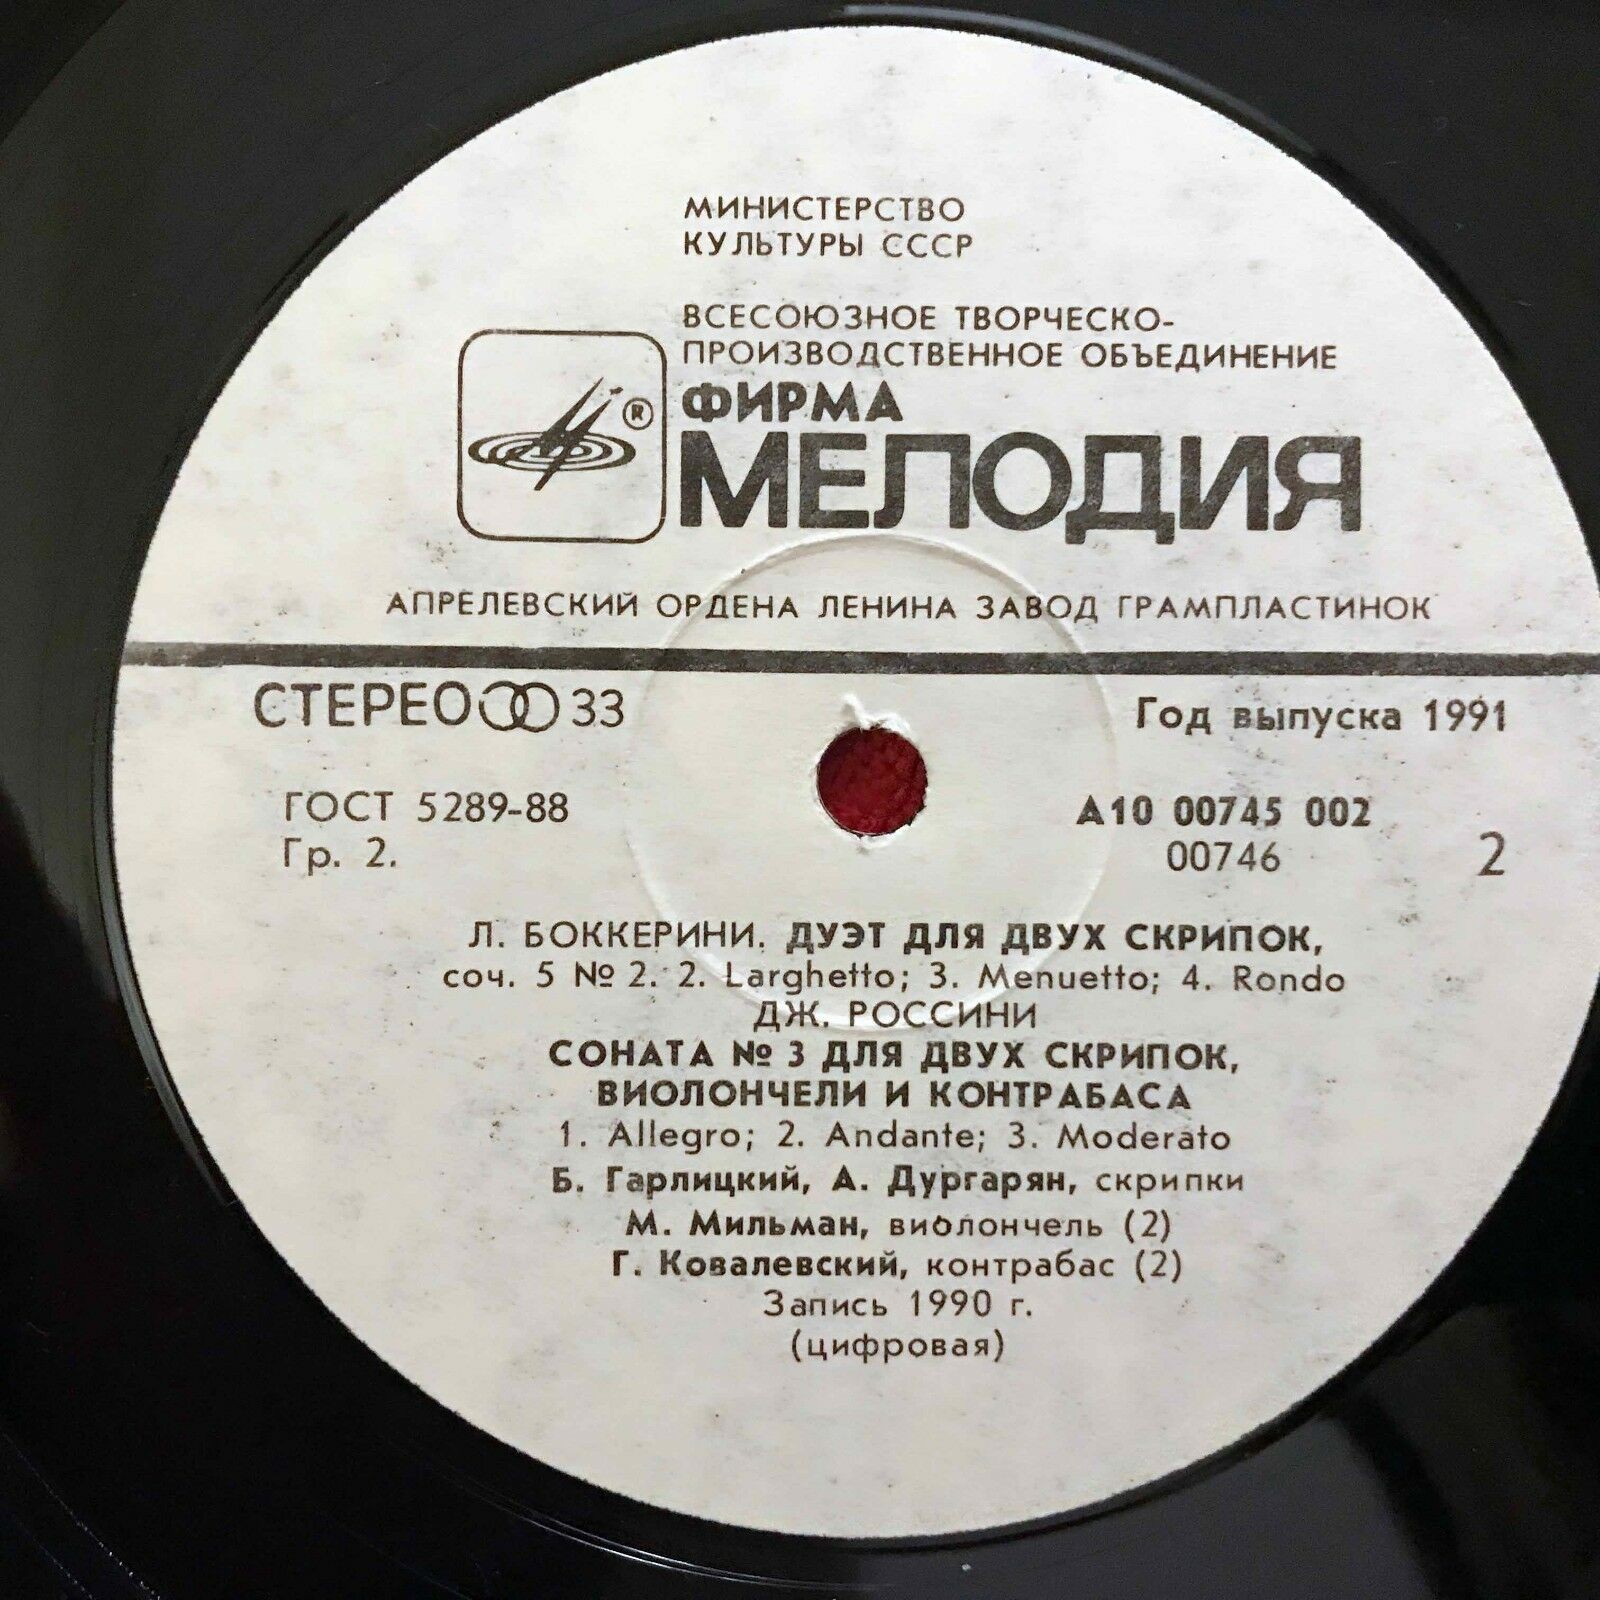 МИНИСТЕРСТВО
КУЛЬТУРЫ СССР
ВСЕСОЮЗНОЕ ТВОРЧЕСКО-
ПРОИЗВОДСТВЕННОЕ ОБЪЕДИНЕНИЕ
ФИРМА
®
МЕЛОДИЯ
АПРЕЛЕВСКИЙ ОРДЕНА ЛЕНИНА ЗАВОД ГРАМПЛАСТИНОК
СТЕРЕО 33
Год выпуска 1991
ГОСТ 5289-88
Гр. 2.
А10 00745 002
00746
2
Л. БОККЕРИНИ. ДУЭТ ДЛЯ ДВУХ СКРИПОК,
соч. 5 № 2. 2. Larghetto; 3. Menuetto; 4. Rondo
ДЖ. РОССИНИ
СОНАТА № 3 ДЛЯ ДВУХ СКРИПОК,
ВИОЛОНЧЕЛИ И КОНТРАБАСА
1. Allegro; 2. Andante; 3. Moderato
Б. Гарлицкий, А. Дургарян, скрипки
М. Мильман, виолончель (2)
Г. Ковалевский, контрабас (2)
Запись 1990 г.
(цифровая)